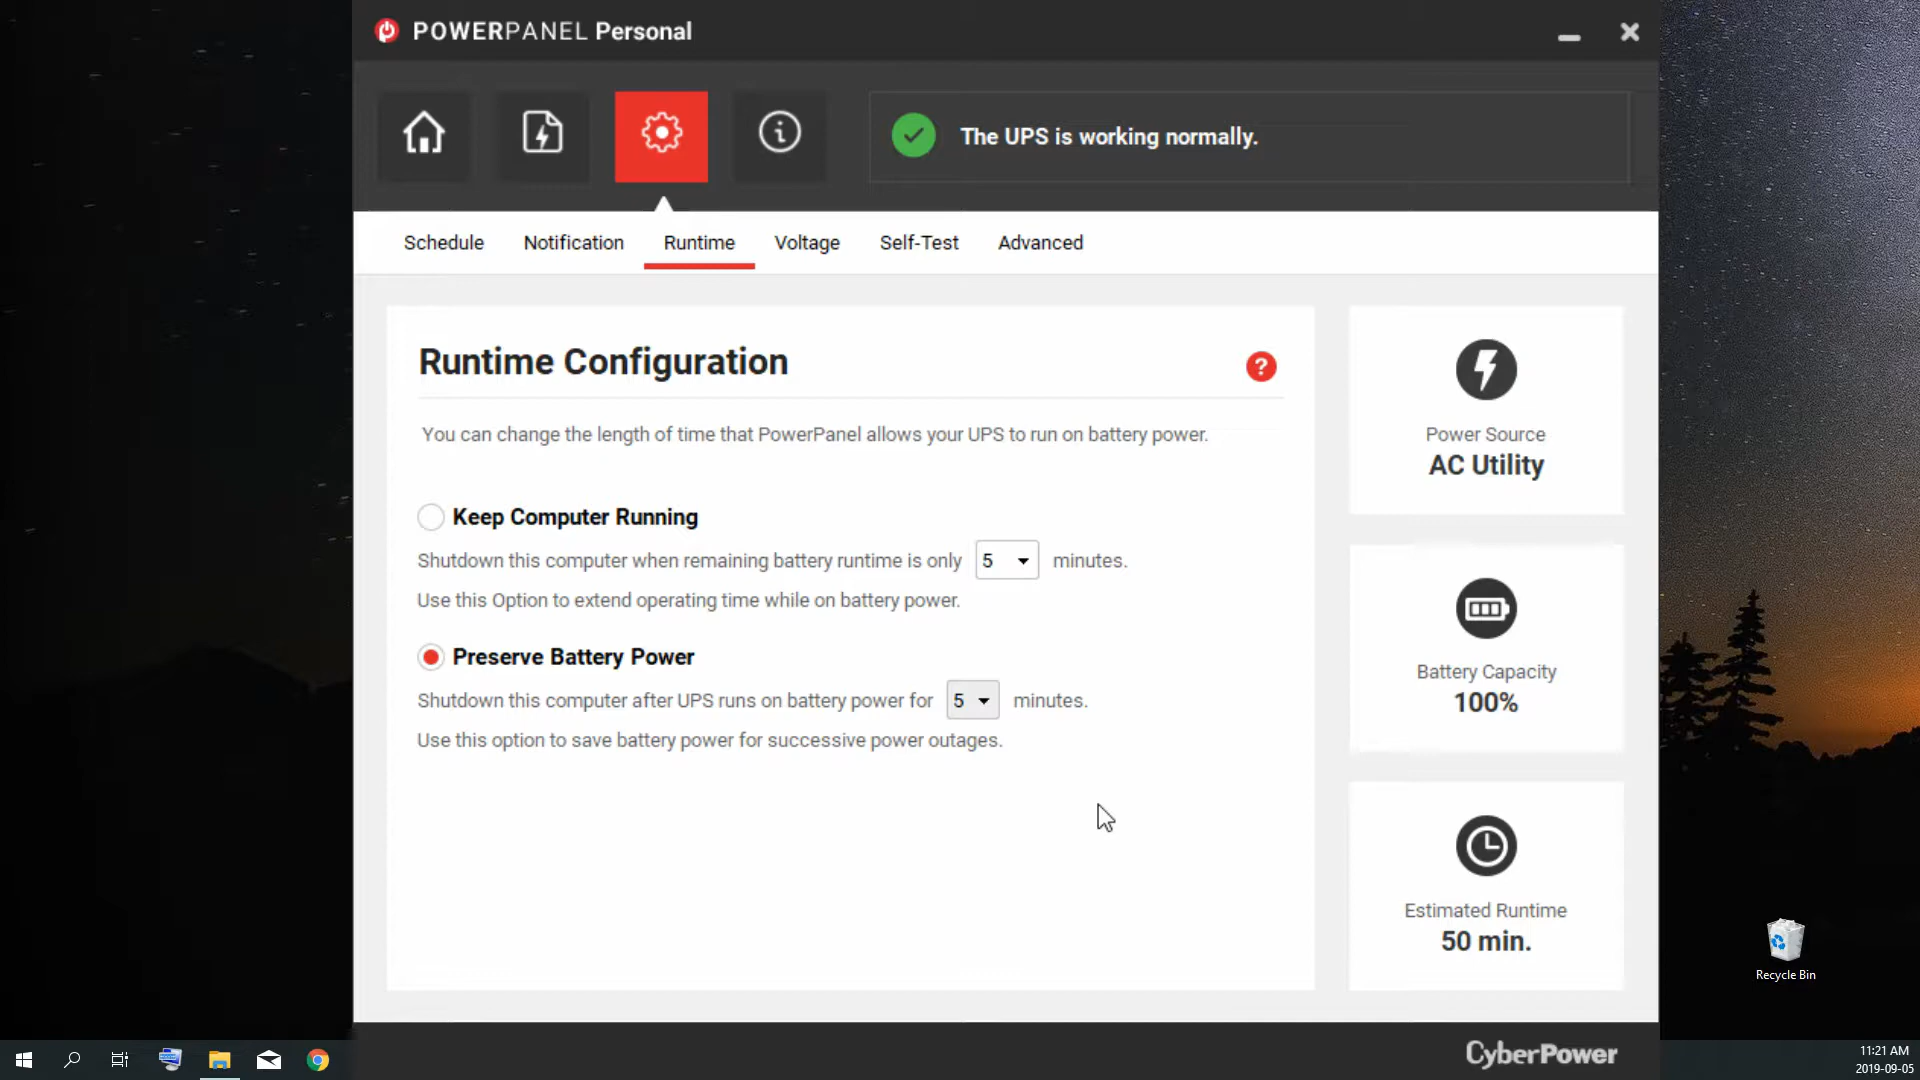 POWERPANEL Personal
The UPS is working normally.
Schedule Notification Runtime Voltage Self-Test Advanced
Runtime Configuration
?
You can change the length of time that PowerPanel allows your UPS to run on battery power.
Keep Computer Running
Shutdown this computer when remaining battery runtime is only 5 minutes.
Use this Option to extend operating time while on battery power.
Preserve Battery Power
Shutdown this computer after UPS runs on battery power for 5 minutes.
Use this option to save battery power for successive power outages.
Power Source
AC Utility
Battery Capacity
100%
Estimated Runtime
50 min.
Recycle Bin
CyberPower
11:21 AM
2019-09-05